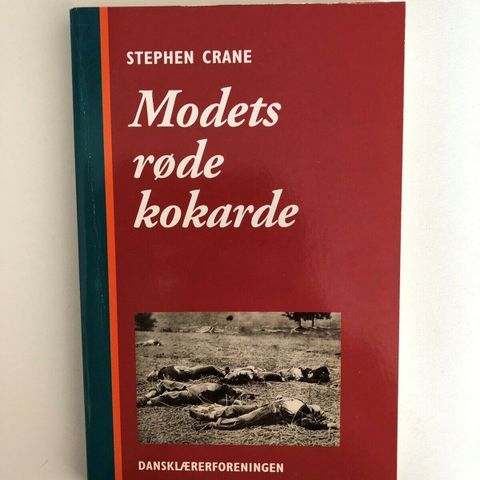 STEPHEN CRANE
Modets
røde
kokarde
DANSKLÆRERFORENINGEN